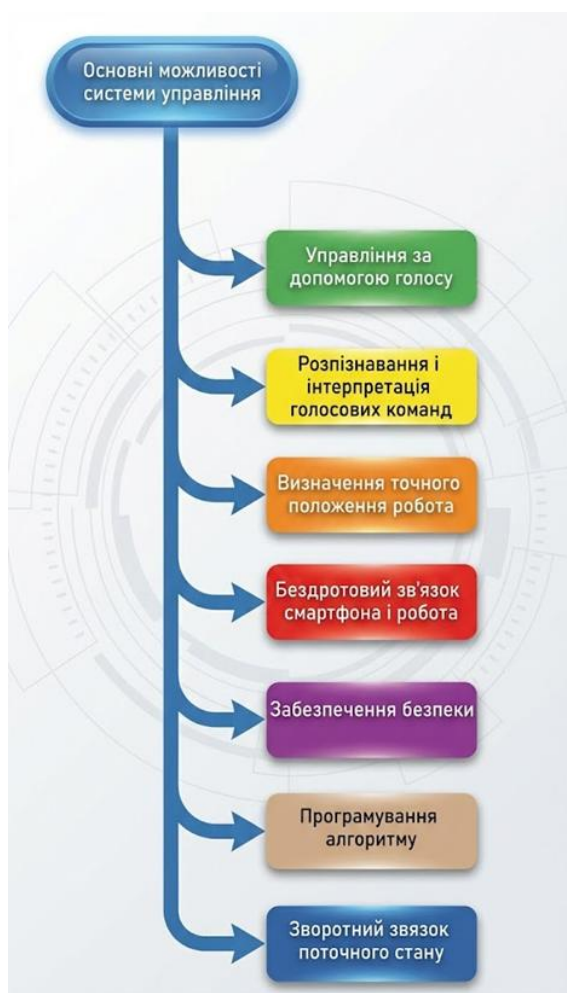 Основні можливості
системи управління
Управління за
допомогою голосу
Розпізнавання і
інтерпретація
голосових команд
Визначення точного
положення робота
Бездротовий зв'язок
смартфона і робота
Забезпечення безпеки
Програмування
алгоритму
Зворотний звязок
поточного стану